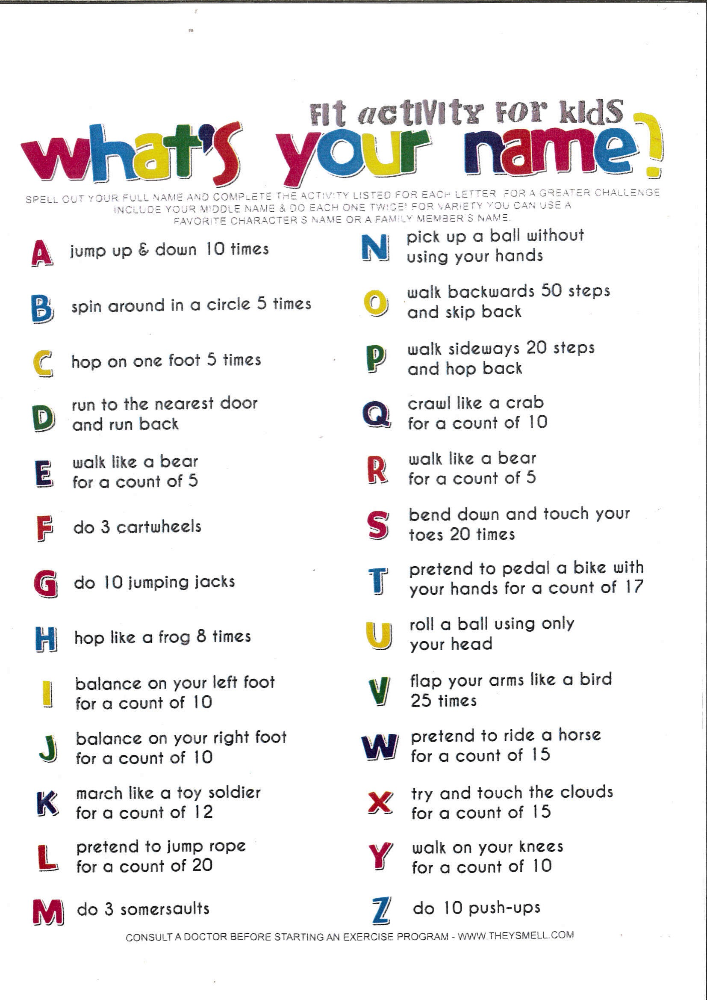 FIt activity for kids
what's your name?
SPELL OUT YOUR FULL NAME AND COMPLETE THE ACTIVITY LISTED FOR EACH LETTER FOR A GREATER CHALLENGE
INCLUDE YOUR MIDDLE NAME & DO EACH ONE TWICE! FOR VARIETY YOU CAN USE A
FAVORITE CHARACTER'S NAME OR A FAMILY MEMBER'S NAME.
A jump up & down 10 times
B spin around in a circle 5 times
C hop on one foot 5 times
D run to the nearest door
and run back
E walk like a bear
for a count of 5
F do 3 cartwheels
G do 10 jumping jacks
H hop like a frog 8 times
I balance on your left foot
for a count of 10
J balance on your right foot
for a count of 10
K march like a toy soldier
for a count of 12
L pretend to jump rope
for a count of 20
M do 3 somersaults
N pick up a ball without
using your hands
O walk backwards 50 steps
and skip back
P walk sideways 20 steps
and hop back
Q crawl like a crab
for a count of 10
R walk like a bear
for a count of 5
S bend down and touch your
toes 20 times
T pretend to pedal a bike with
your hands for a count of 17
U roll a ball using only
your head
V flap your arms like a bird
25 times
W pretend to ride a horse
for a count of 15
X try and touch the clouds
for a count of 15
Y walk on your knees
for a count of 10
Z do 10 push-ups
CONSULT A DOCTOR BEFORE STARTING AN EXERCISE PROGRAM - WWW.THEYSMELL.COM